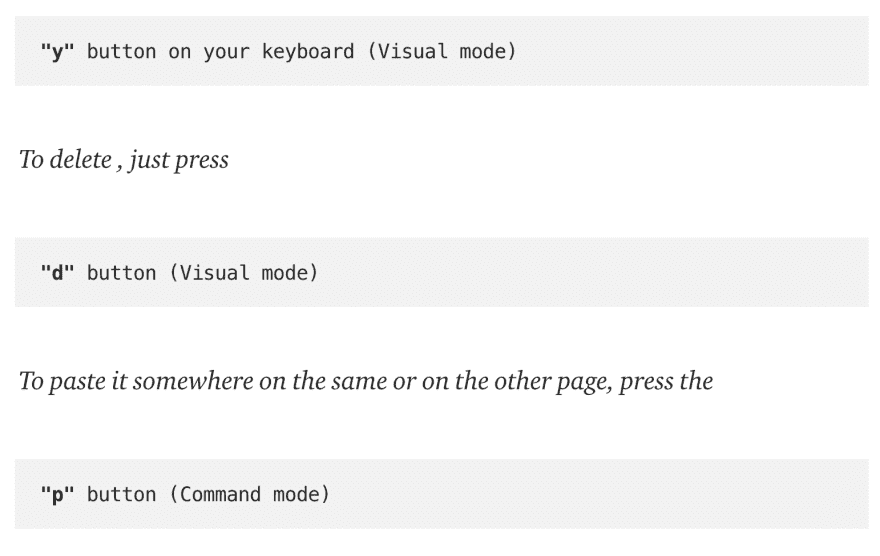 "y" button on your keyboard (Visual mode)
To delete , just press
"d" button (Visual mode)
To paste it somewhere on the same or on the other page, press the
"p" button (Command mode)